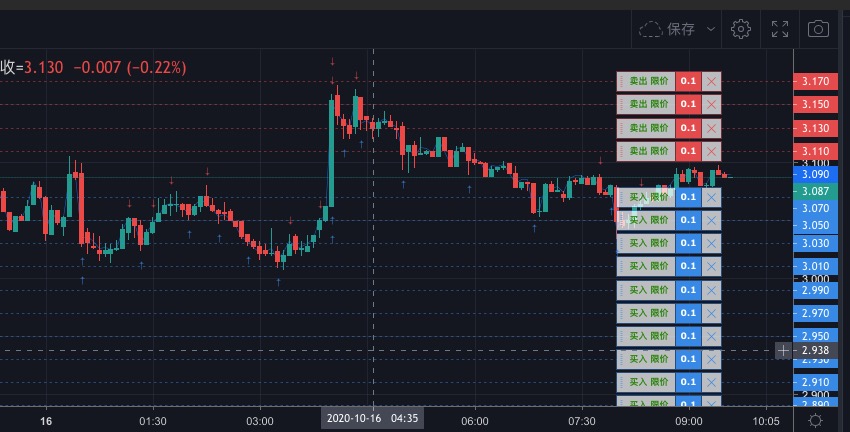 保存
收=3.130 −0.007 (−0.22%)
卖出 限价 0.1 3.170
卖出 限价 0.1 3.150
卖出 限价 0.1 3.130
卖出 限价 0.1 3.110
3.100
3.090
3.087
买入 限价 0.1 3.070
买入 限价 0.1 3.050
买入 限价 0.1 3.030
买入 限价 0.1 3.010
3.000
买入 限价 0.1 2.990
买入 限价 0.1 2.970
买入 限价 0.1 2.950
2.938
买入 限价 0.1 2.930
买入 限价 0.1 2.910
2.900
买入 限价 0.1 2.890
16 01:30 03:00 2020-10-16 04:35 06:00 07:30 09:00 10:05